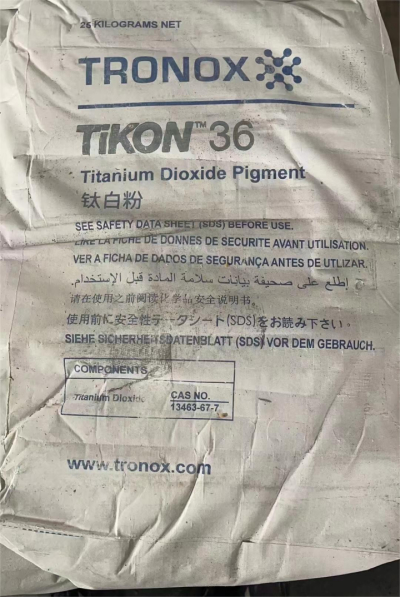 25 KILOGRAMS NET
TRONOX
TiKON™ 36
Titanium Dioxide Pigment
钛白粉
SEE SAFETY DATA SHEET (SDS) BEFORE USE.
LIRE LA FICHE DE DONNES DE SECURITE AVANT UTILISATION.
VER A FICHA DE DADOS DE SEGURANÇA ANTES DE UTLIZAR.
إطلع على صحيفة بيانات سلامة المادة قبل الإستخدام.
请在使用之前阅读化学品安全说明书。
使用前に安全性データシート(SDS)をお読み下さい.
SIEHE SICHERHEITSDATENBLATT (SDS) VOR DEM GEBRAUCH.
COMPONENTS
Titanium Dioxide
CAS NO.
13463-67-7
www.tronox.com